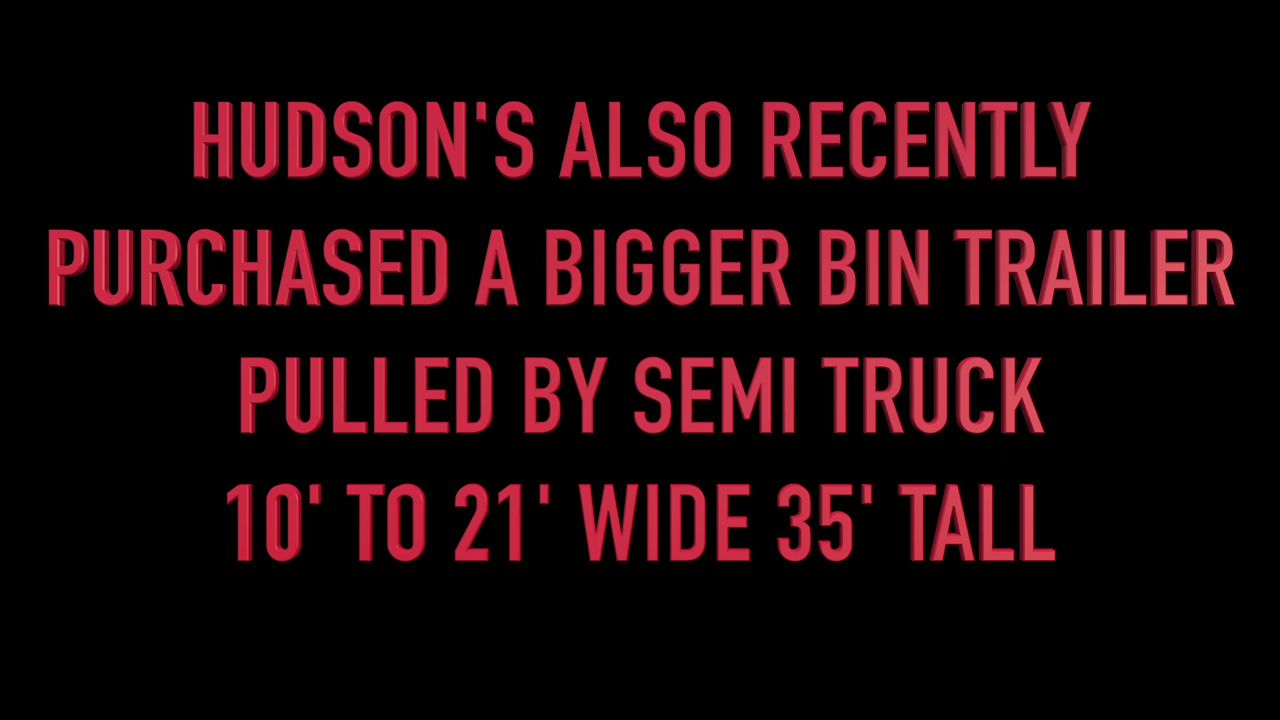 HUDSON'S ALSO RECENTLY
PURCHASED A BIGGER BIN TRAILER
PULLED BY SEMI TRUCK
10' TO 21' WIDE 35' TALL